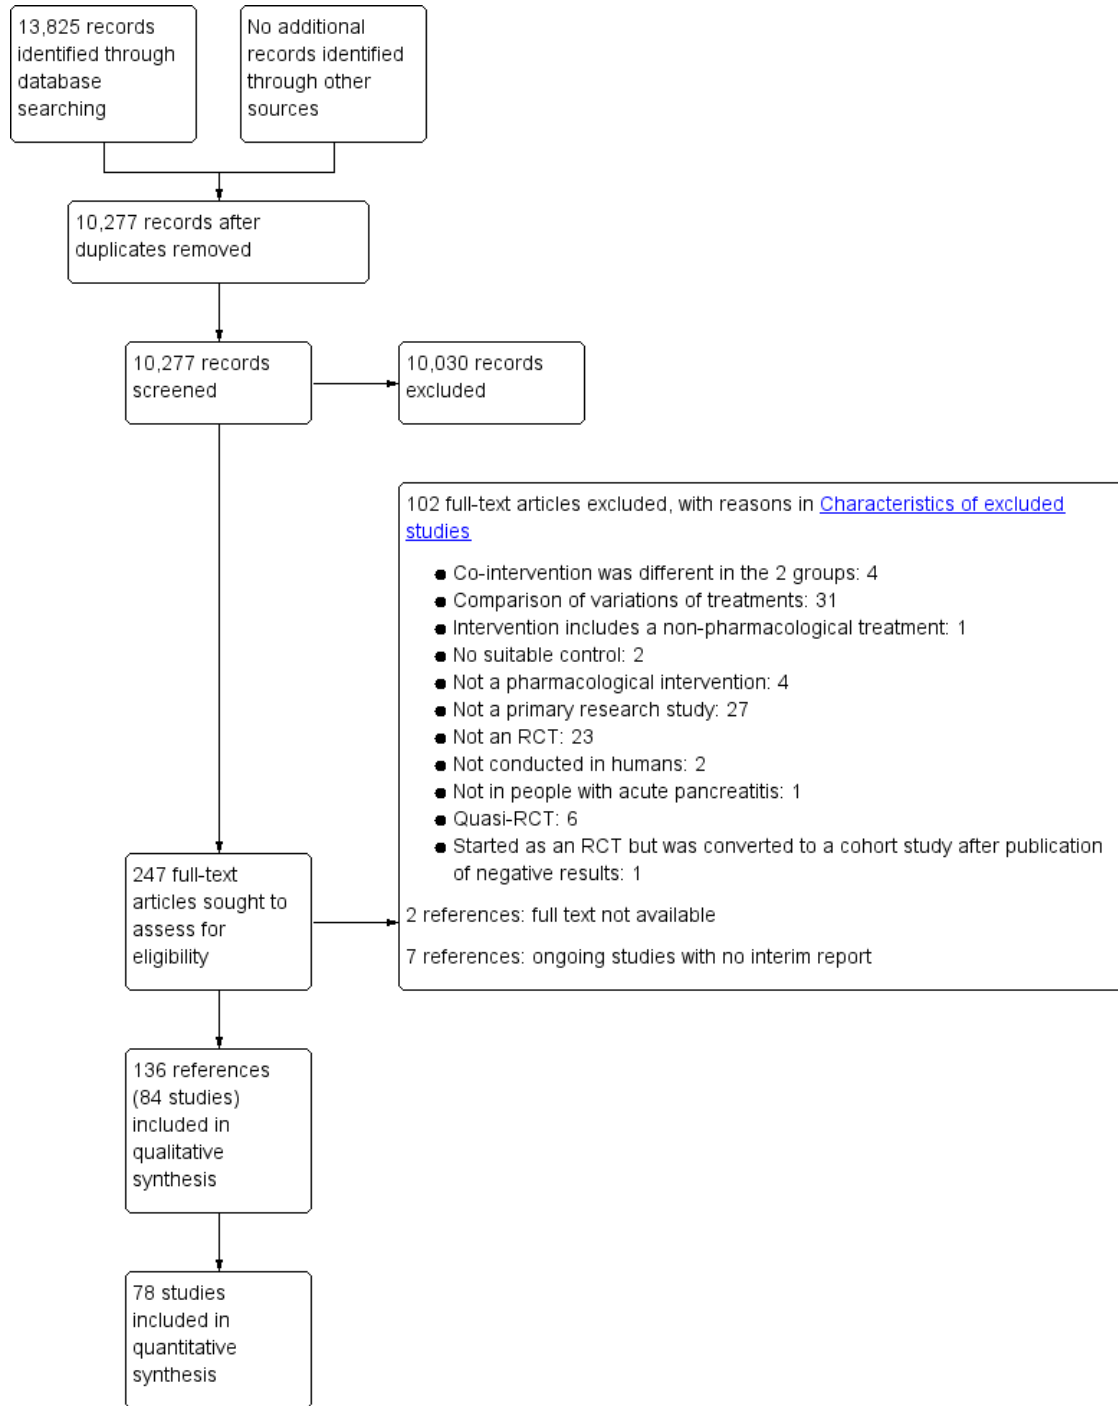 13,825 records
identified through
database
searching
No additional
records identified
through other
sources
10,277 records after
duplicates removed
10,277 records
screened
10,030 records
excluded
102 full-text articles excluded, with reasons in Characteristics of excluded
studies
● Co-intervention was different in the 2 groups: 4
● Comparison of variations of treatments: 31
● Intervention includes a non-pharmacological treatment: 1
● No suitable control: 2
● Not a pharmacological intervention: 4
● Not a primary research study: 27
● Not an RCT: 23
● Not conducted in humans: 2
● Not in people with acute pancreatitis: 1
● Quasi-RCT: 6
● Started as an RCT but was converted to a cohort study after publication
of negative results: 1
2 references: full text not available
7 references: ongoing studies with no interim report
247 full-text
articles sought to
assess for
eligibility
136 references
(84 studies)
included in
qualitative
synthesis
78 studies
included in
quantitative
synthesis